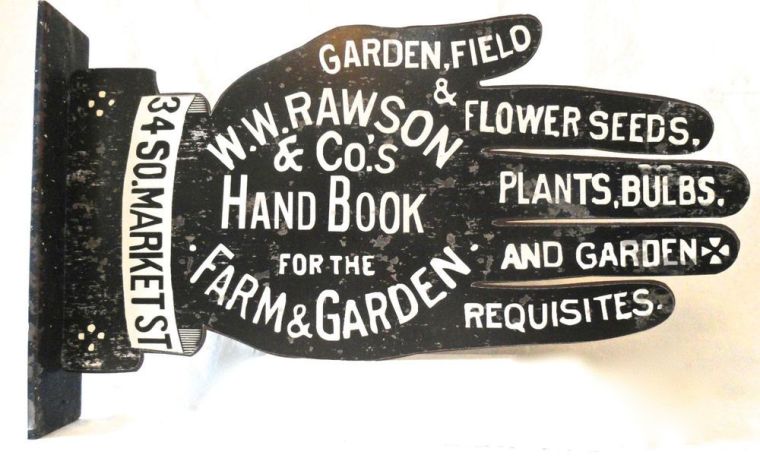 34 SO. MARKET ST
W.W. RAWSON
& CO.'S
HAND BOOK
FOR THE
FARM & GARDEN.
GARDEN, FIELD
&
FLOWER SEEDS,
PLANTS, BULBS,
AND GARDEN
REQUISITES.